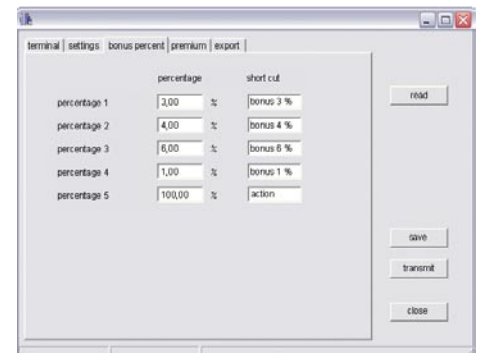 terminal settings bonus percent premium export
percentage short cut
read
percentage 1 3,00 % bonus 3 %
percentage 2 4,00 % bonus 4 %
percentage 3 6,00 % bonus 6 %
percentage 4 1,00 % bonus 1 %
percentage 5 100,00 % action
save
transmit
close